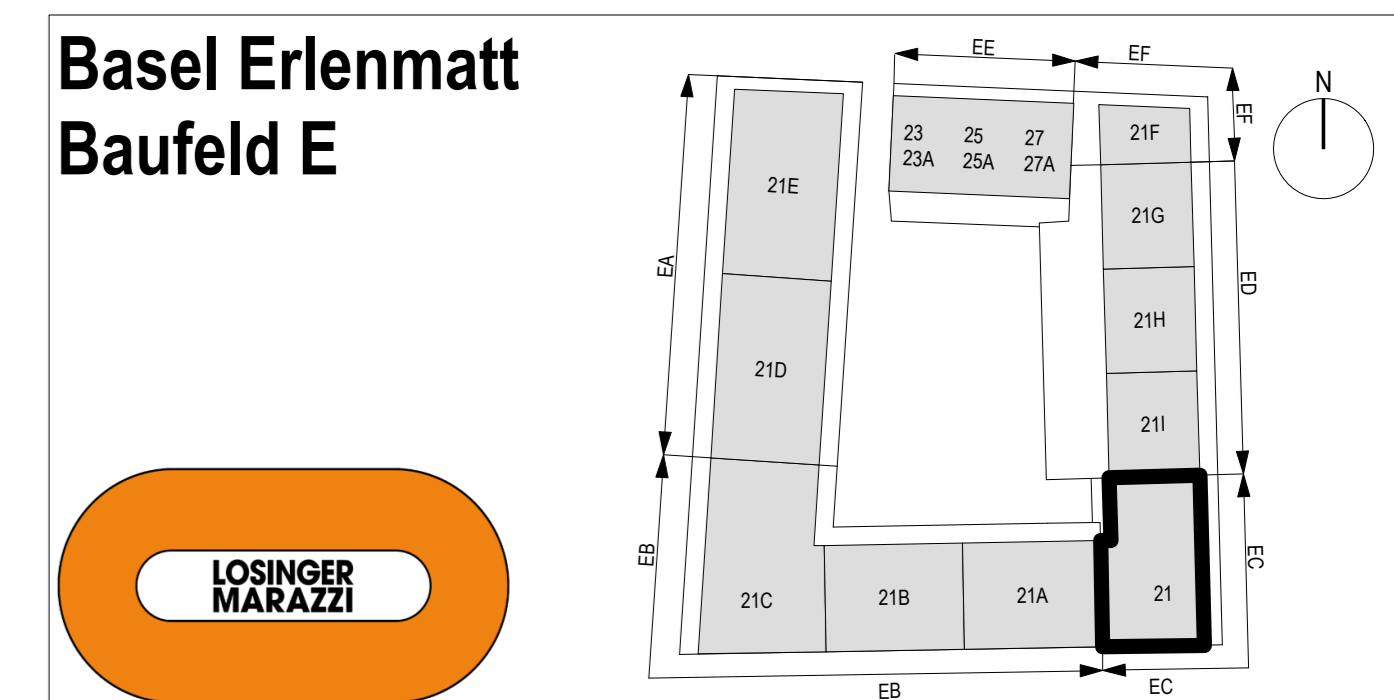 Basel Erlenmatt
Baufeld E
EE
EF
N
EF
23 25 27
23A 25A 27A
21F
21E
21G
EA
ED
21H
21D
21I
LOSINGER
MARAZZI
EB
EC
21C
21B
21A
21
EB
EC